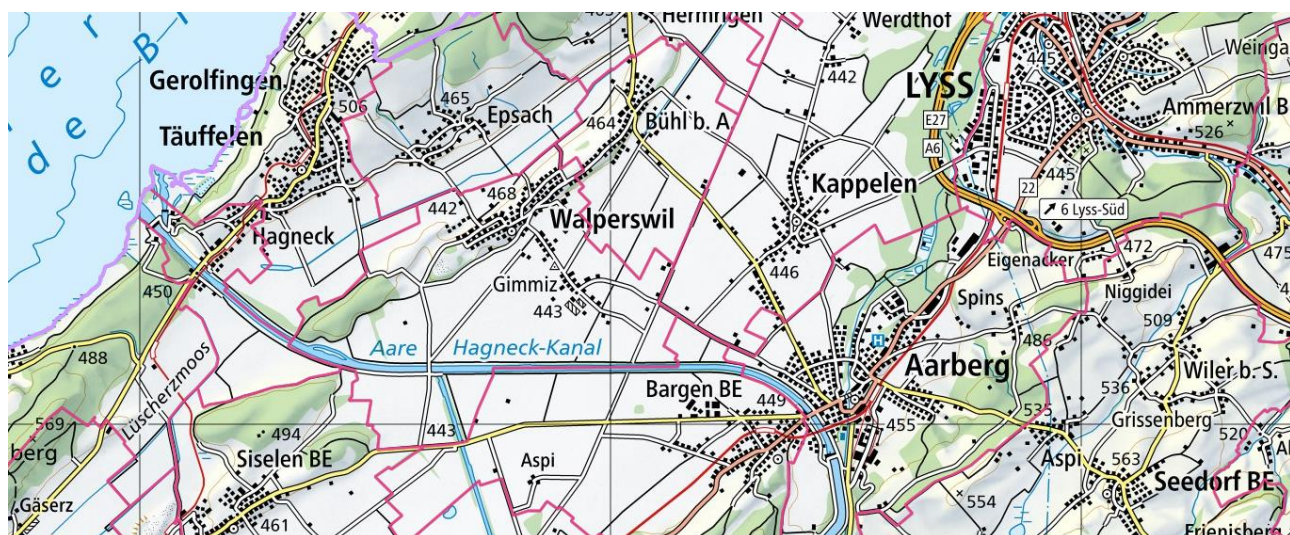 Hermrigen
Werdthof
Weinga
442
445
Gerolfingen
LYSS
506
465
Epsach
464
Bühl b. A
E27
A6
Ammerzwil B
526
Täuffelen
de B
442
468
Walperswil
Kappelen
22
445
6 Lyss-Süd
Hagneck
472
475
Eigenacker
446
450
Gimmiz
443
Spins
Niggidei
509
486
488
Lüscherzmoos
Aare Hagneck-Kanal
H
Aarberg
Wiler b. S.
Bargen BE
449
536
535
Grissenberg
569
berg
494
443
455
520
Siselen BE
Aspi
Aspi
563
Seedorf BE
Gäserz
461
554
Frienisberg